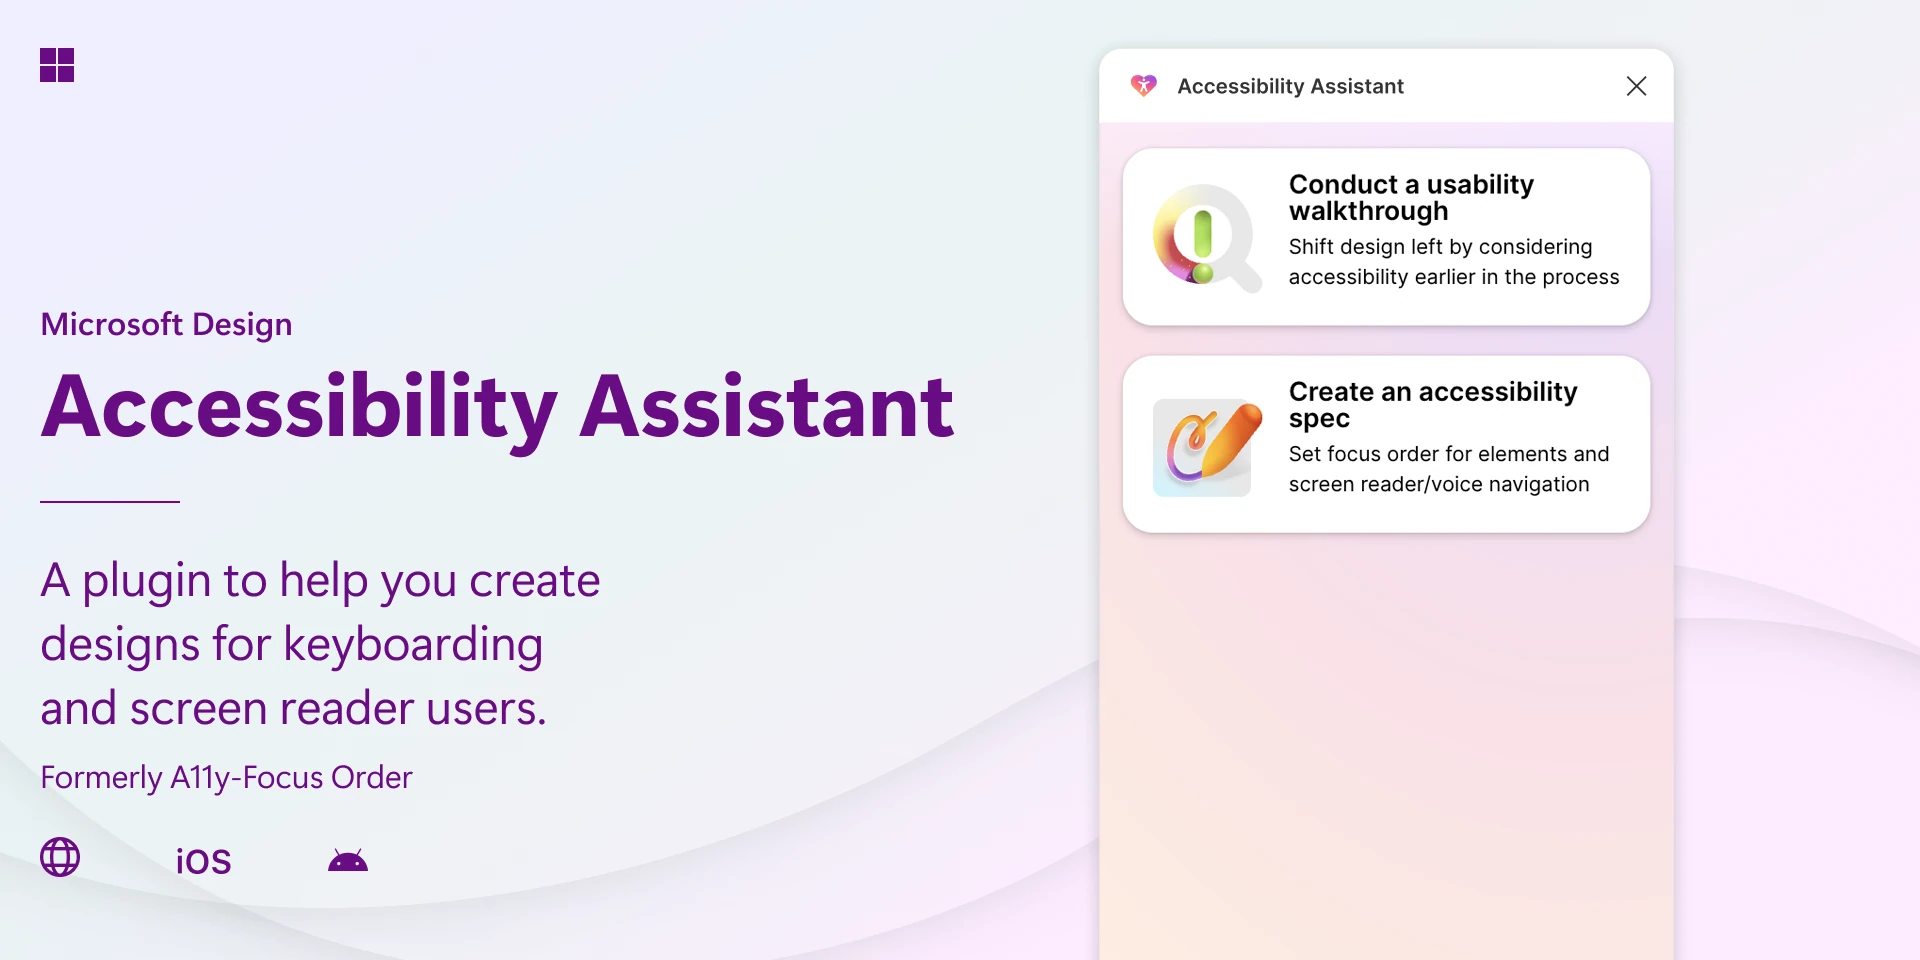 Microsoft Design
Accessibility Assistant
A plugin to help you create
designs for keyboarding
and screen reader users.
Formerly A11y-Focus Order
iOS
Accessibility Assistant
Conduct a usability
walkthrough
Shift design left by considering
accessibility earlier in the process
Create an accessibility
spec
Set focus order for elements and
screen reader/voice navigation